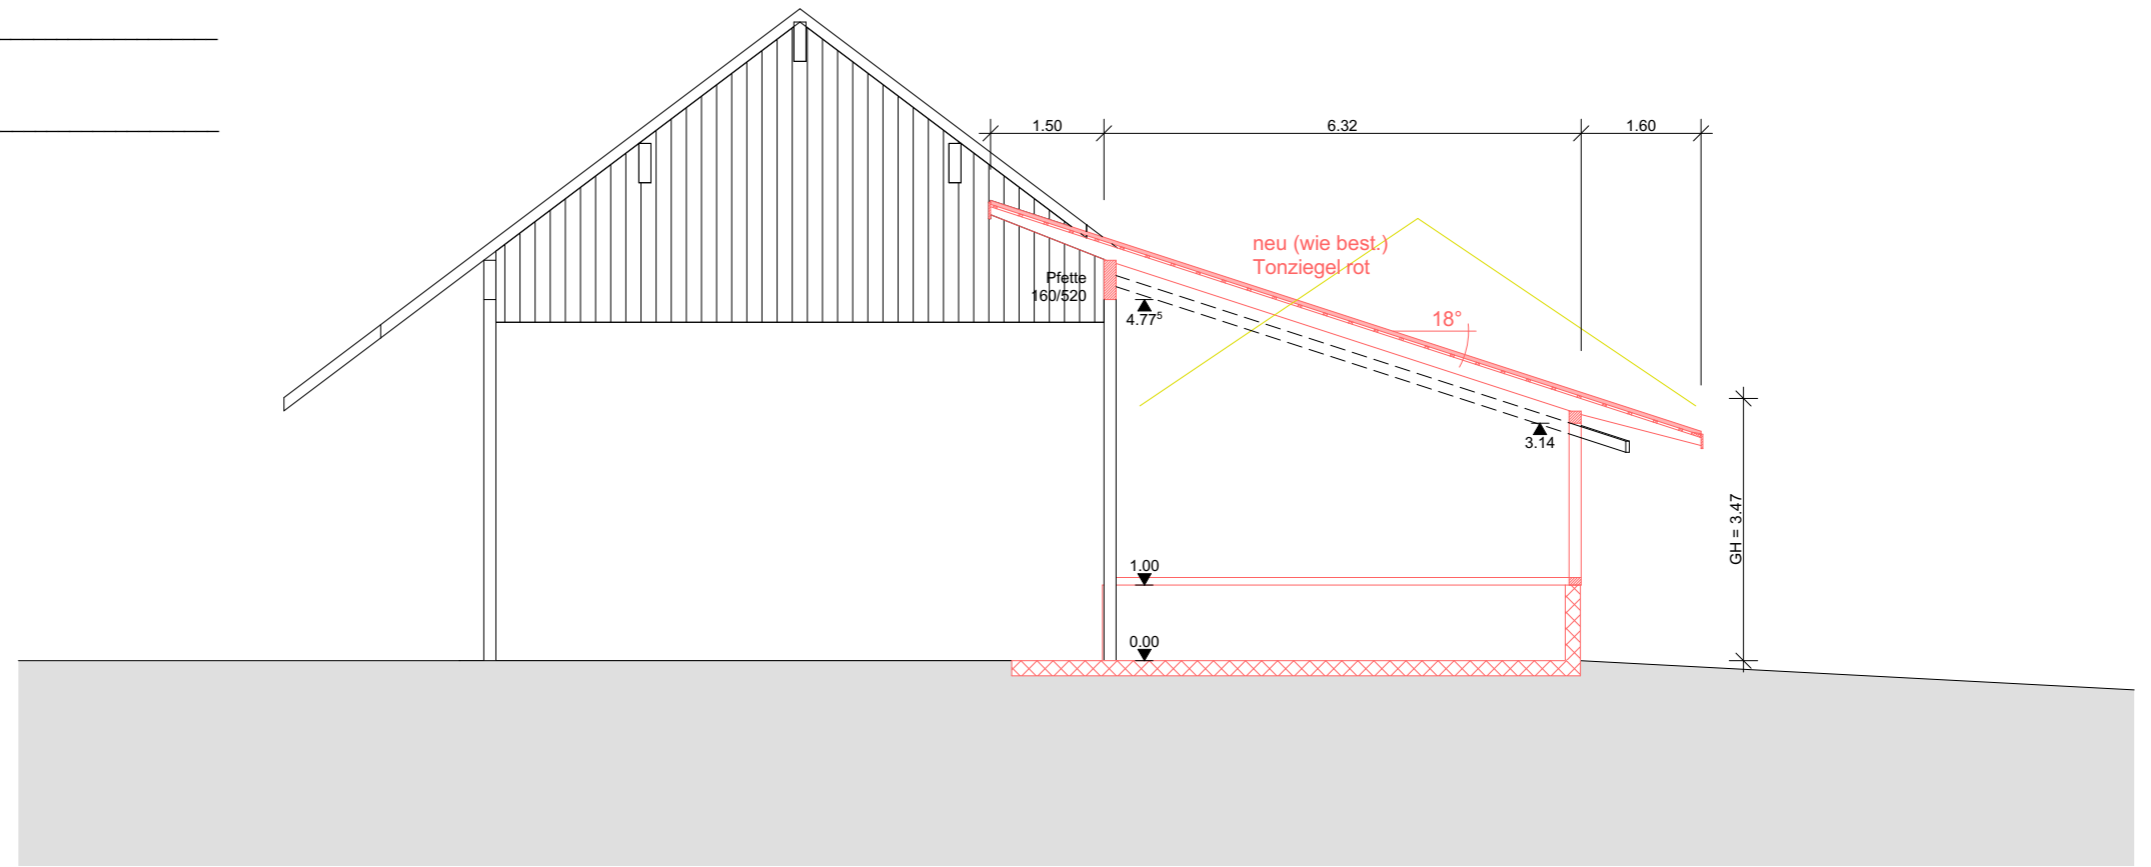 1.50
6.32
1.60
neu (wie best.)
Tonziegel rot
Pfette
160/520
4.77⁵
18°
3.14
GH = 3.47
1.00
0.00